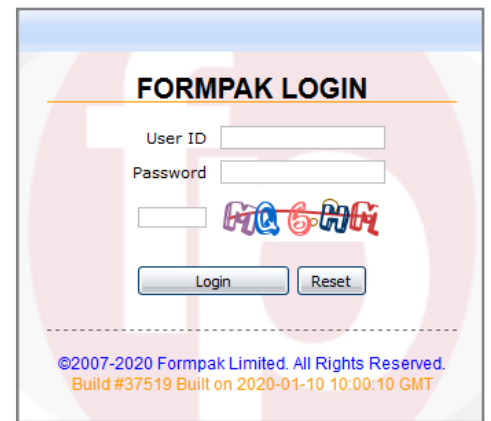 FORMPAK LOGIN
User ID
Password
MQ6HM
Login Reset
©2007-2020 Formpak Limited. All Rights Reserved.
Build #37519 Built on 2020-01-10 10:00:10 GMT